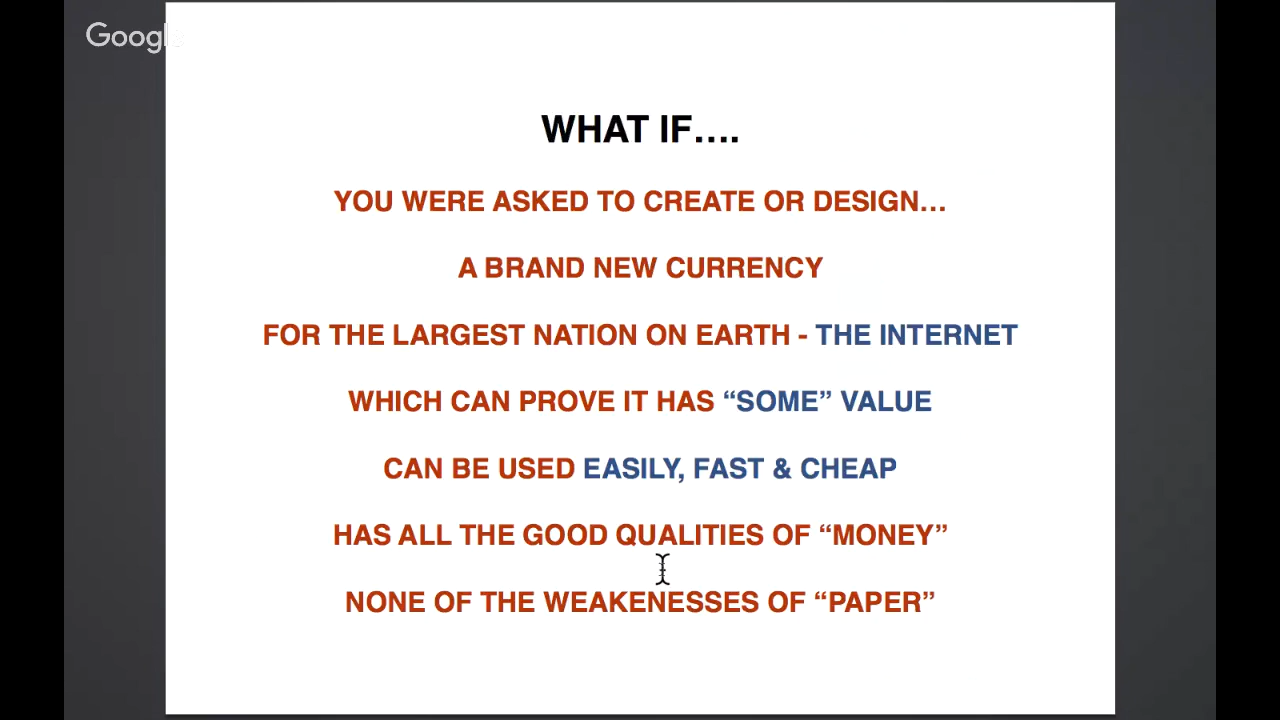 Google
WHAT IF....
YOU WERE ASKED TO CREATE OR DESIGN...
A BRAND NEW CURRENCY
FOR THE LARGEST NATION ON EARTH - THE INTERNET
WHICH CAN PROVE IT HAS “SOME” VALUE
CAN BE USED EASILY, FAST & CHEAP
HAS ALL THE GOOD QUALITIES OF “MONEY”
NONE OF THE WEAKENESSES OF “PAPER”